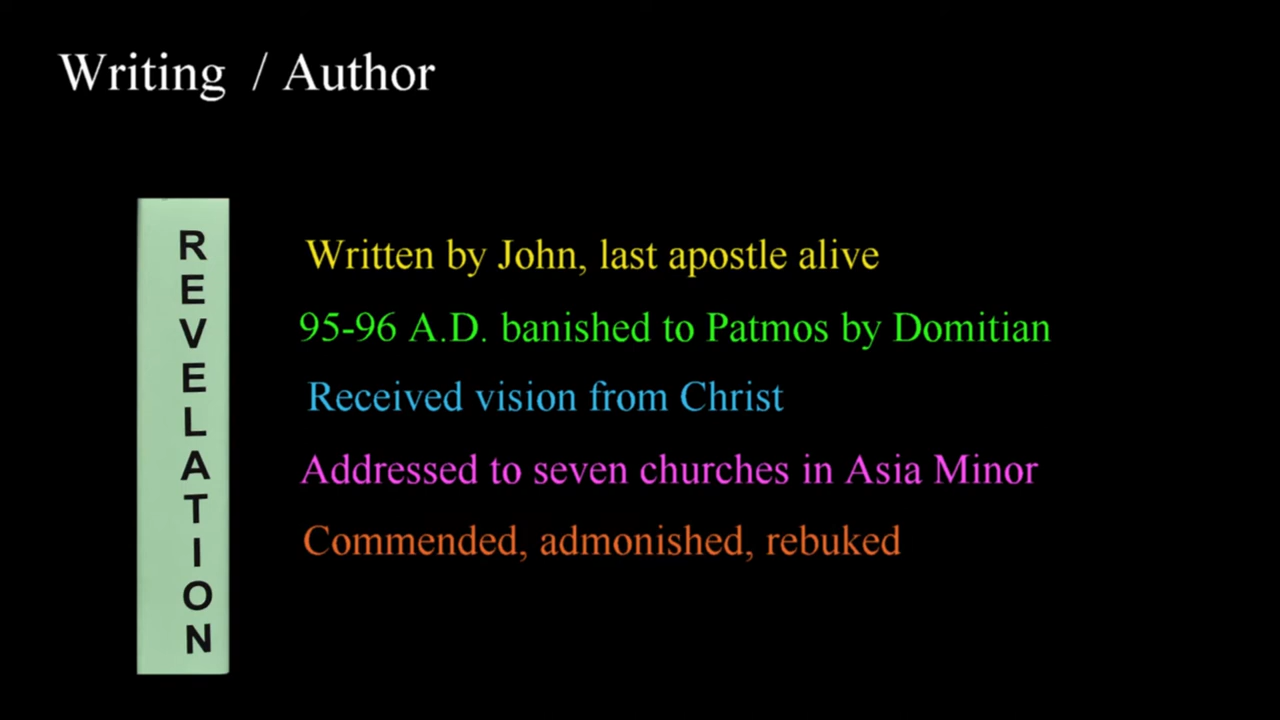 Writing / Author
REVELATION
Written by John, last apostle alive
95-96 A.D. banished to Patmos by Domitian
Received vision from Christ
Addressed to seven churches in Asia Minor
Commended, admonished, rebuked